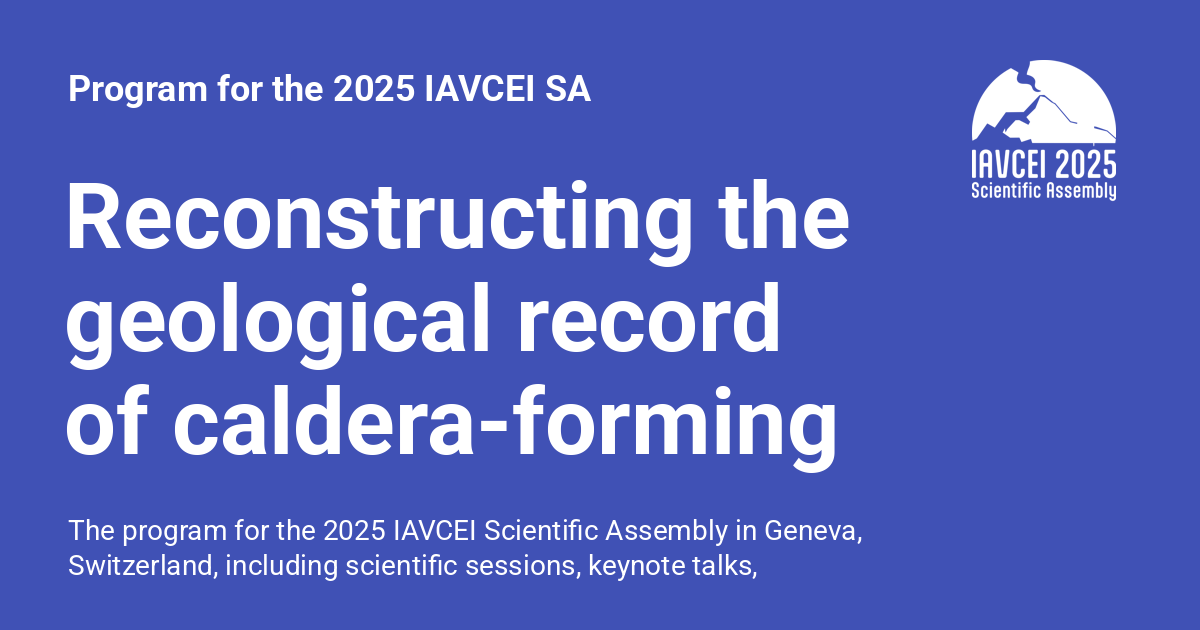 Program for the 2025 IAVCEI SA
IAVCEI 2025
Scientific Assembly
Reconstructing the
geological record
of caldera-forming
The program for the 2025 IAVCEI Scientific Assembly in Geneva,
Switzerland, including scientific sessions, keynote talks,